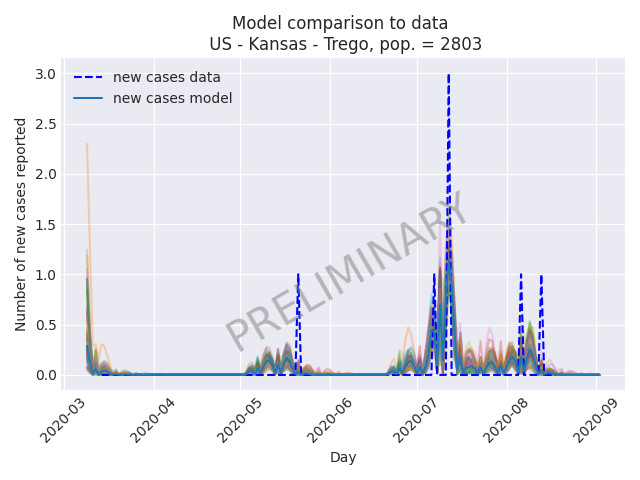 Model comparison to data
US - Kansas - Trego, pop. = 2803
new cases data
new cases model
PRELIMINARY
Number of new cases reported
3.0
2.5
2.0
1.5
1.0
0.5
0.0
2020-03
2020-04
2020-05
2020-06
2020-07
2020-08
2020-09
Day